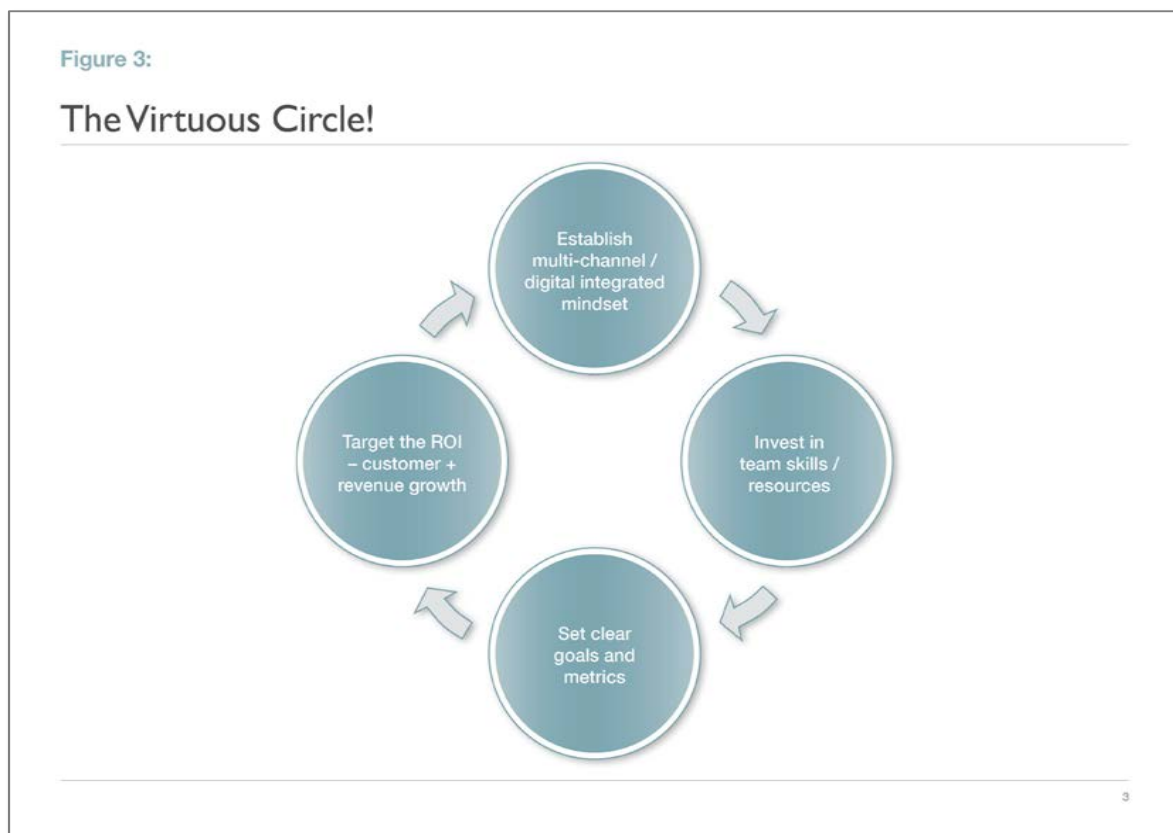 Figure 3:
The Virtuous Circle!
Establish
multi-channel /
digital integrated
mindset
Invest in
team skills /
resources
Set clear
goals and
metrics
Target the ROI
– customer +
revenue growth
3